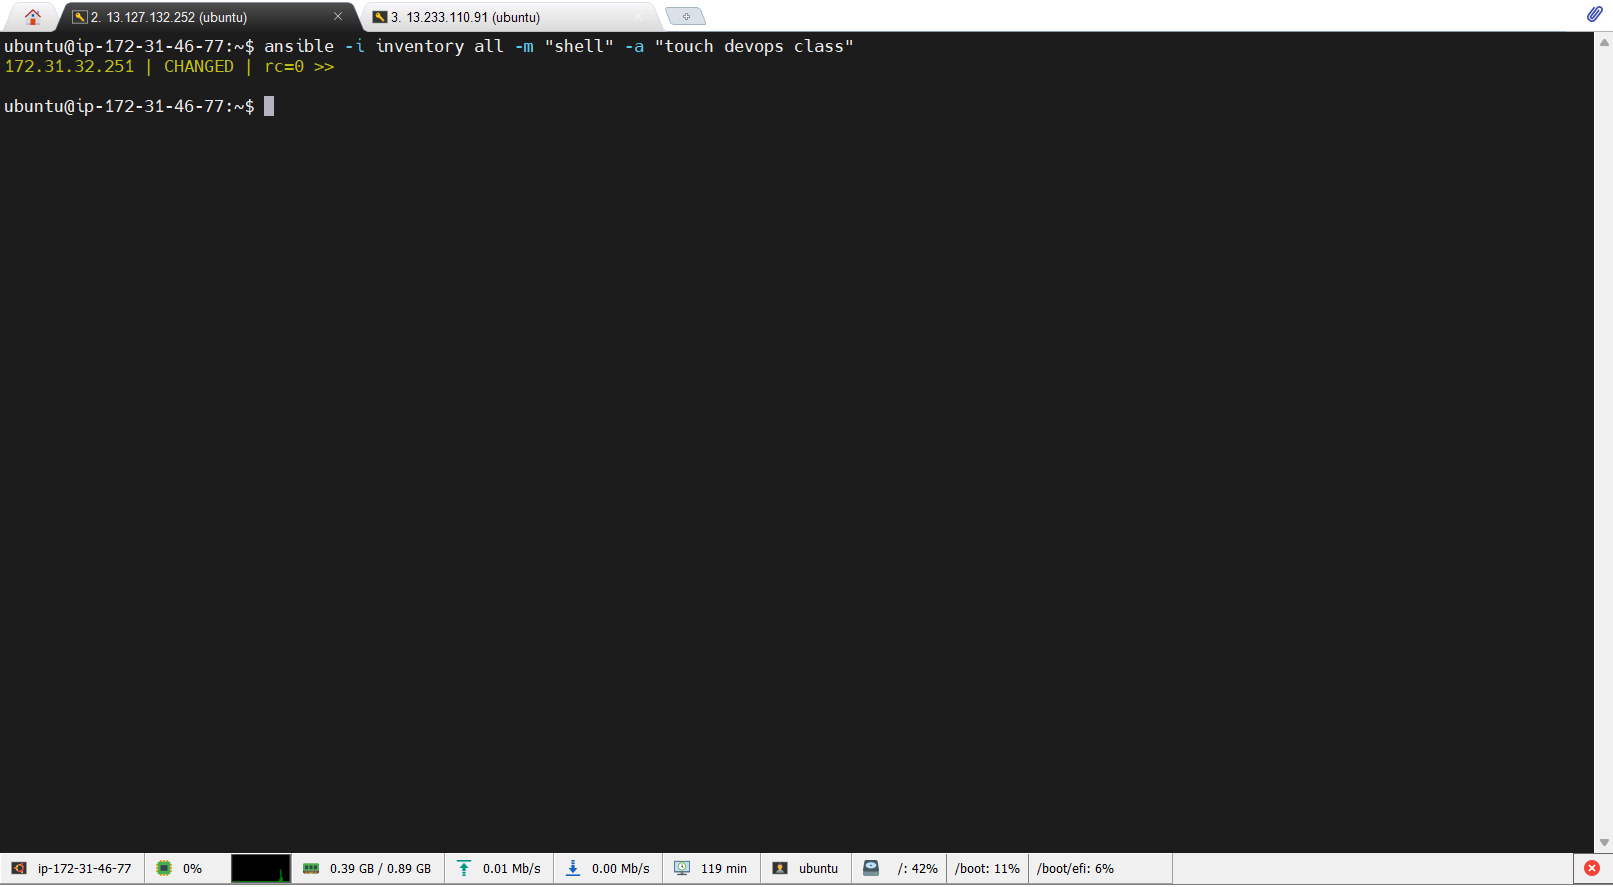 2. 13.127.132.252 (ubuntu)
3. 13.233.110.91 (ubuntu)
ubuntu@ip-172-31-46-77:~$ ansible -i inventory all -m "shell" -a "touch devops class"
172.31.32.251 | CHANGED | rc=0 >>
ubuntu@ip-172-31-46-77:~$
ip-172-31-46-77
0%
0.39 GB / 0.89 GB
0.01 Mb/s
0.00 Mb/s
119 min
ubuntu
/: 42%
/boot: 11%
/boot/efi: 6%